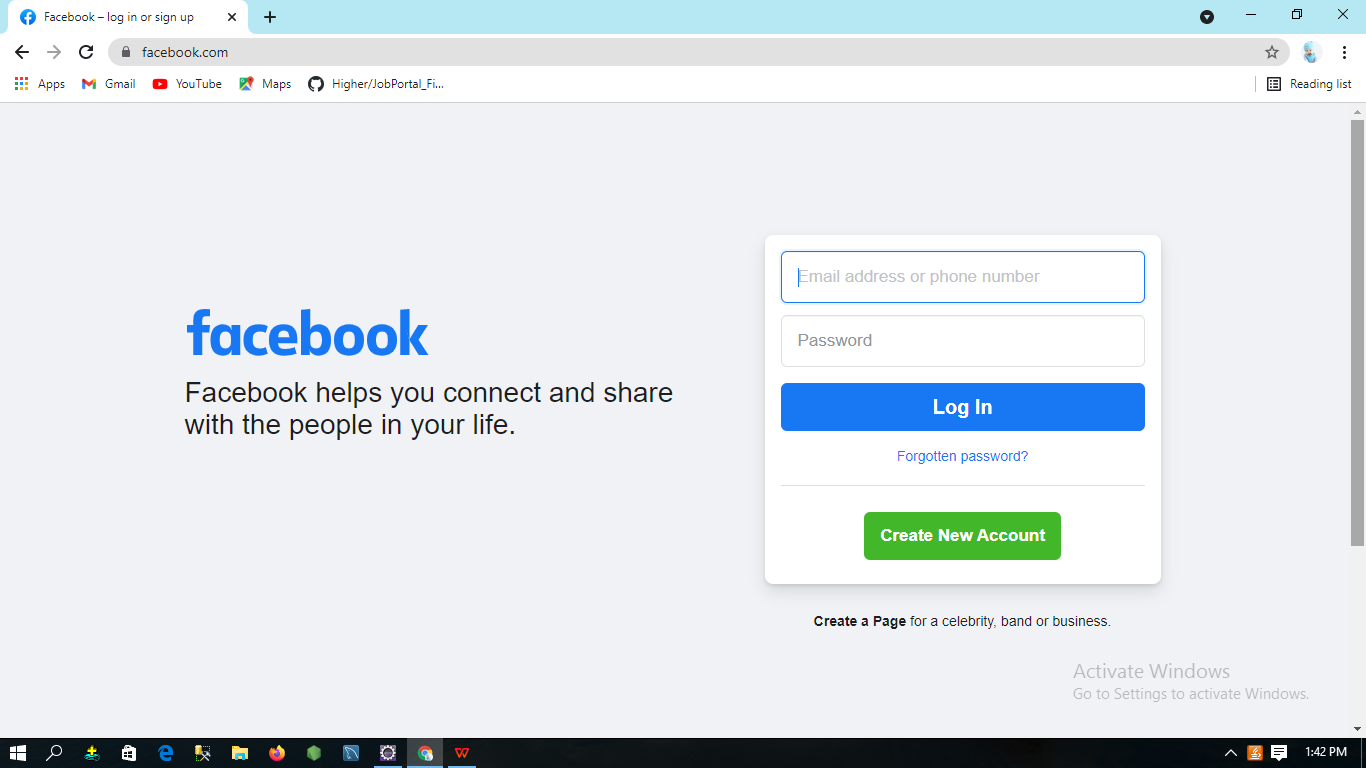 Facebook – log in or sign up
facebook.com
Apps
Gmail
YouTube
Maps
Higher/JobPortal_Fi...
Reading list
facebook
Facebook helps you connect and share
with the people in your life.
Email address or phone number
Password
Log In
Forgotten password?
Create New Account
Create a Page for a celebrity, band or business.
Activate Windows
Go to Settings to activate Windows.
1:42 PM